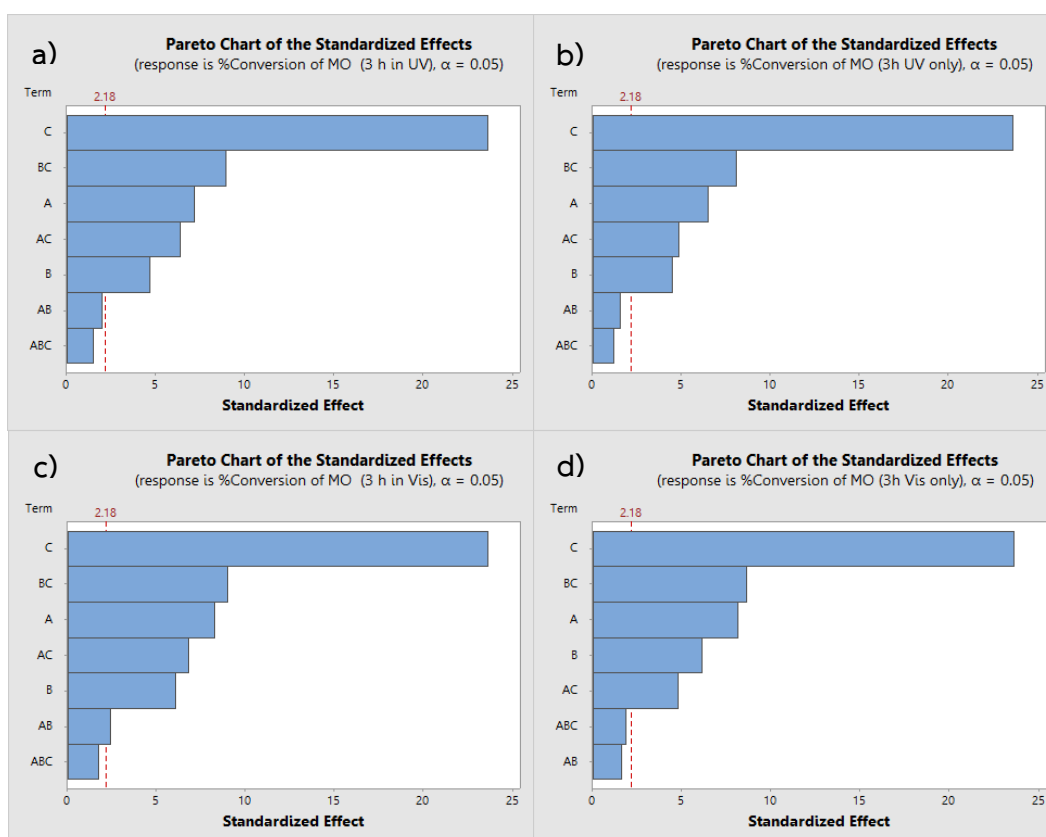 a)
Pareto Chart of the Standardized Effects
(response is %Conversion of MO (3 h in UV), α = 0.05)
Term
2.18
C
BC
A
AC
B
AB
ABC
0 5 10 15 20 25
Standardized Effect
b)
Pareto Chart of the Standardized Effects
(response is %Conversion of MO (3h UV only), α = 0.05)
Term
2.18
C
BC
A
AC
B
AB
ABC
0 5 10 15 20 25
Standardized Effect
c)
Pareto Chart of the Standardized Effects
(response is %Conversion of MO (3 h in Vis), α = 0.05)
Term
2.18
C
BC
A
AC
B
AB
ABC
0 5 10 15 20 25
Standardized Effect
d)
Pareto Chart of the Standardized Effects
(response is %Conversion of MO (3h Vis only), α = 0.05)
Term
2.18
C
BC
A
B
AC
ABC
AB
0 5 10 15 20 25
Standardized Effect